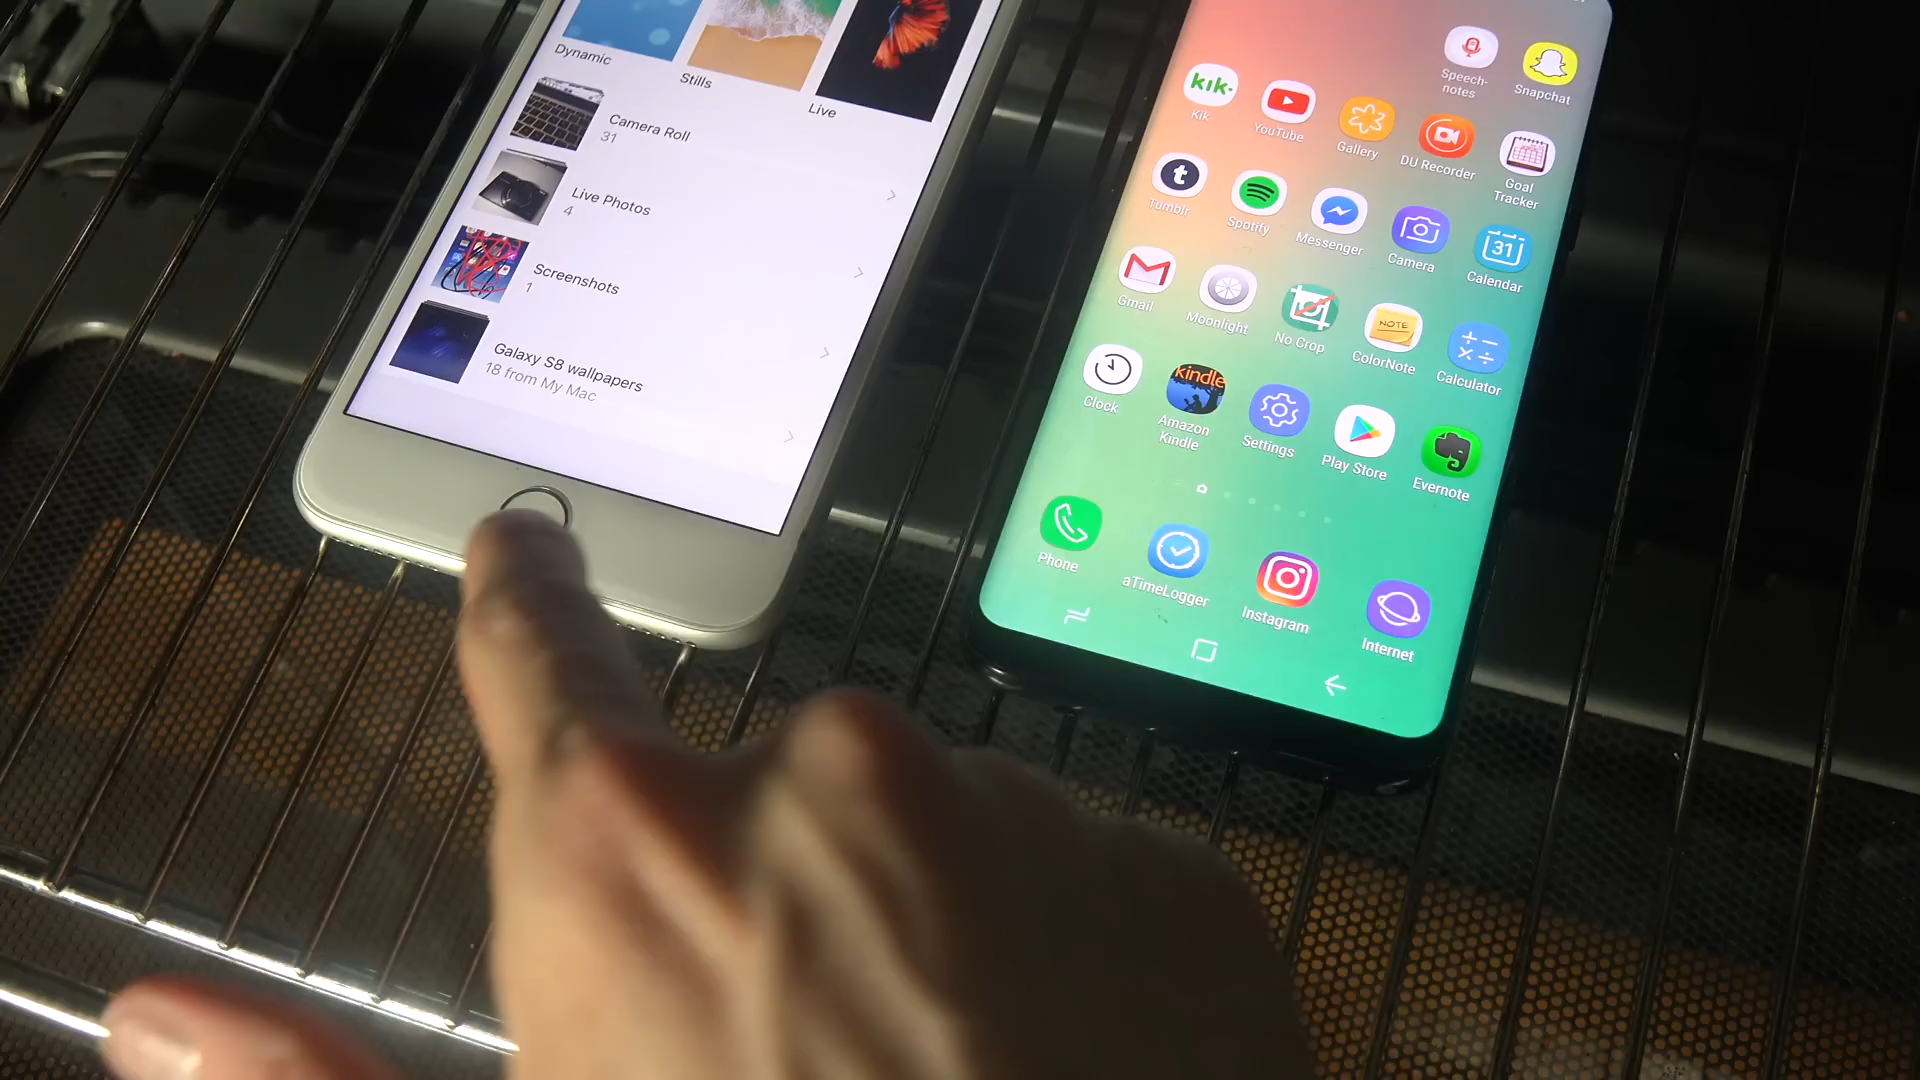 Dynamic
Stills
Live
Camera Roll
31
Live Photos
4
Screenshots
1
Galaxy S8 wallpapers
18 from My Mac
Speech-
notes
Snapchat
kik.
Kik
YouTube
Gallery
DU Recorder
Goal
Tracker
t
Tumblr
Spotify
Messenger
Camera
31
Calendar
Gmail
Moonlight
No Crop
NOTE
ColorNote
Calculator
Clock
kindle
Amazon
Kindle
Settings
Play Store
Evernote
Phone
aTimeLogger
Instagram
Internet